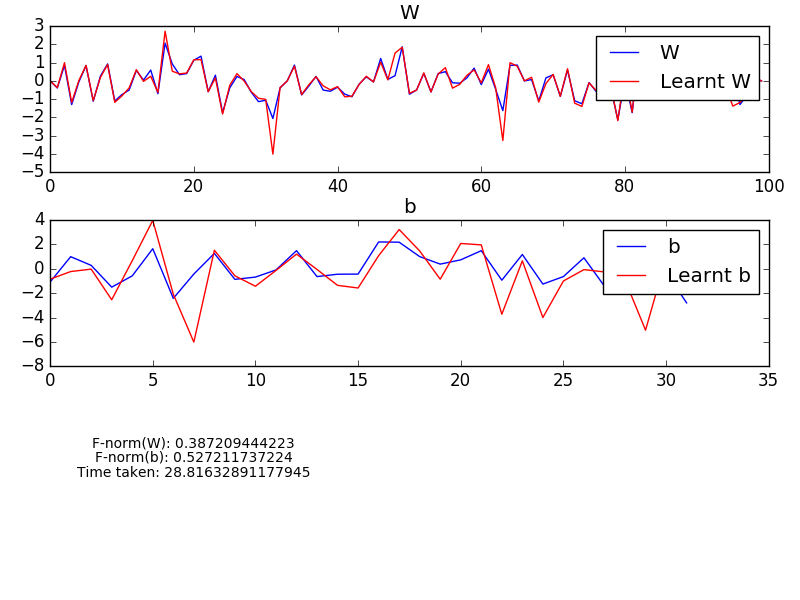 W
3
2
1
0
−1
−2
−3
−4
−5
W
Learnt W
0 20 40 60 80 100
b
4
2
0
−2
−4
−6
−8
b
Learnt b
0 5 10 15 20 25 30 35
F-norm(W): 0.387209444223
F-norm(b): 0.527211737224
Time taken: 28.81632891177945